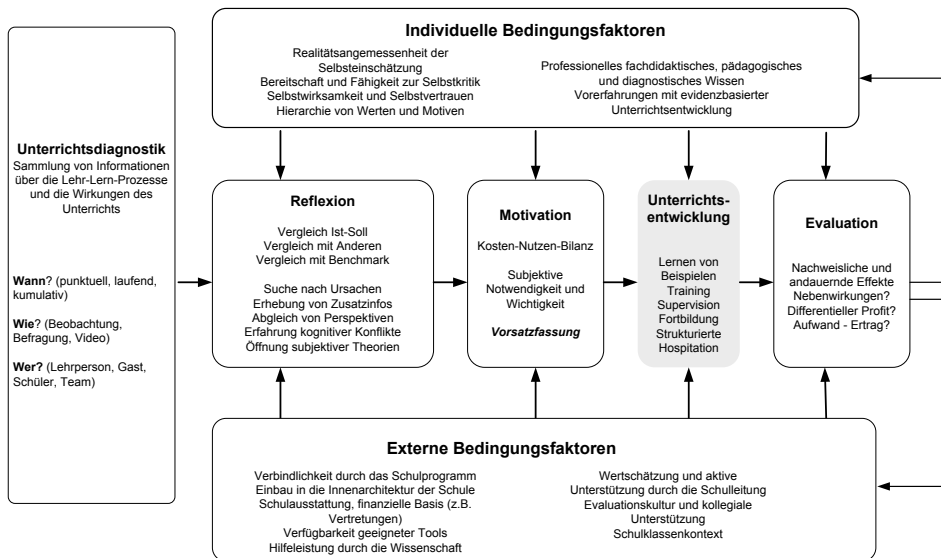 Individuelle Bedingungsfaktoren
Realitätsangemessenheit der
Selbsteinschätzung
Bereitschaft und Fähigkeit zur Selbstkritik
Selbstwirksamkeit und Selbstvertrauen
Hierarchie von Werten und Motiven
Professionelles fachdidaktisches, pädagogisches
und diagnostisches Wissen
Vorerfahrungen mit evidenzbasierter
Unterrichtsentwicklung
Unterrichtsdiagnostik
Sammlung von Informationen
über die Lehr-Lern-Prozesse
und die Wirkungen des
Unterrichts
Wann? (punktuell, laufend,
kumulativ)
Wie? (Beobachtung,
Befragung, Video)
Wer? (Lehrperson, Gast,
Schüler, Team)
Reflexion
Vergleich Ist-Soll
Vergleich mit Anderen
Vergleich mit Benchmark
Suche nach Ursachen
Erhebung von Zusatzinfos
Abgleich von Perspektiven
Erfahrung kognitiver Konflikte
Öffnung subjektiver Theorien
Motivation
Kosten-Nutzen-Bilanz
Subjektive
Notwendigkeit und
Wichtigkeit
Vorsatzfassung
Unterrichts-
entwicklung
Lernen von
Beispielen
Training
Supervision
Fortbildung
Strukturierte
Hospitation
Evaluation
Nachweisliche und
andauernde Effekte
Nebenwirkungen?
Differentieller Profit?
Aufwand - Ertrag?
Externe Bedingungsfaktoren
Verbindlichkeit durch das Schulprogramm
Einbau in die Innenarchitektur der Schule
Schulausstattung, finanzielle Basis (z.B.
Vertretungen)
Verfügbarkeit geeigneter Tools
Hilfeleistung durch die Wissenschaft
Wertschätzung und aktive
Unterstützung durch die Schulleitung
Evaluationskultur und kollegiale
Unterstützung
Schulklassenkontext